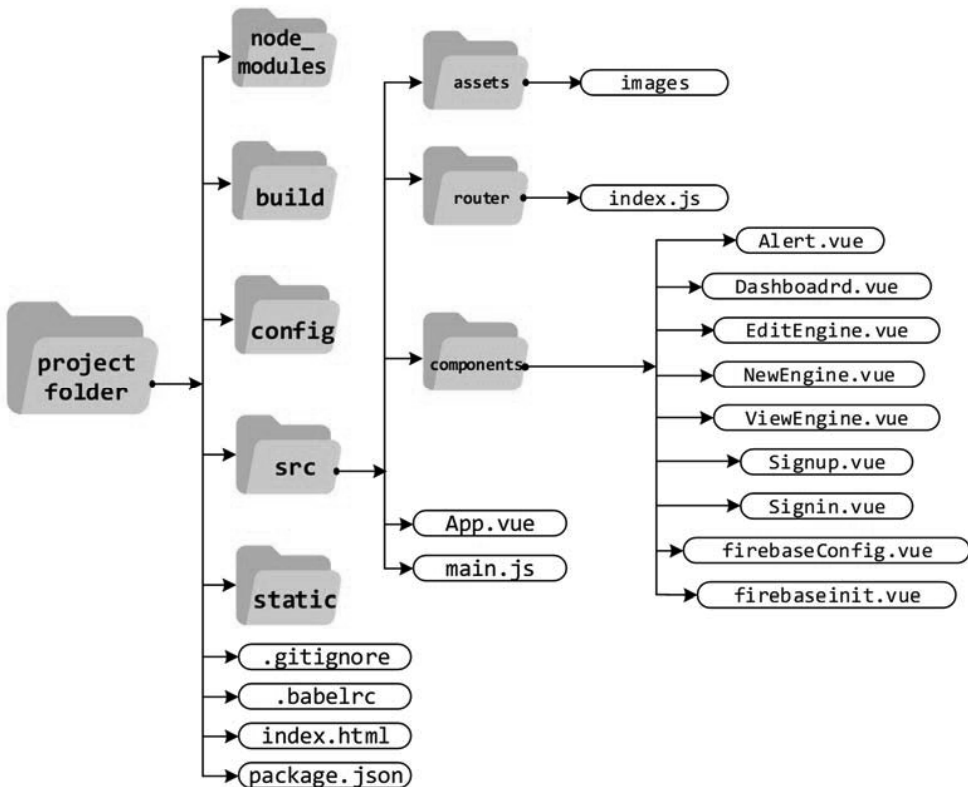 project
folder
node_
modules
build
config
src
static
.gitignore
.babelrc
index.html
package.json
assets
router
components
App.vue
main.js
images
index.js
Alert.vue
Dashboadrd.vue
EditEngine.vue
NewEngine.vue
ViewEngine.vue
Signup.vue
Signin.vue
firebaseConfig.vue
firebaseinit.vue